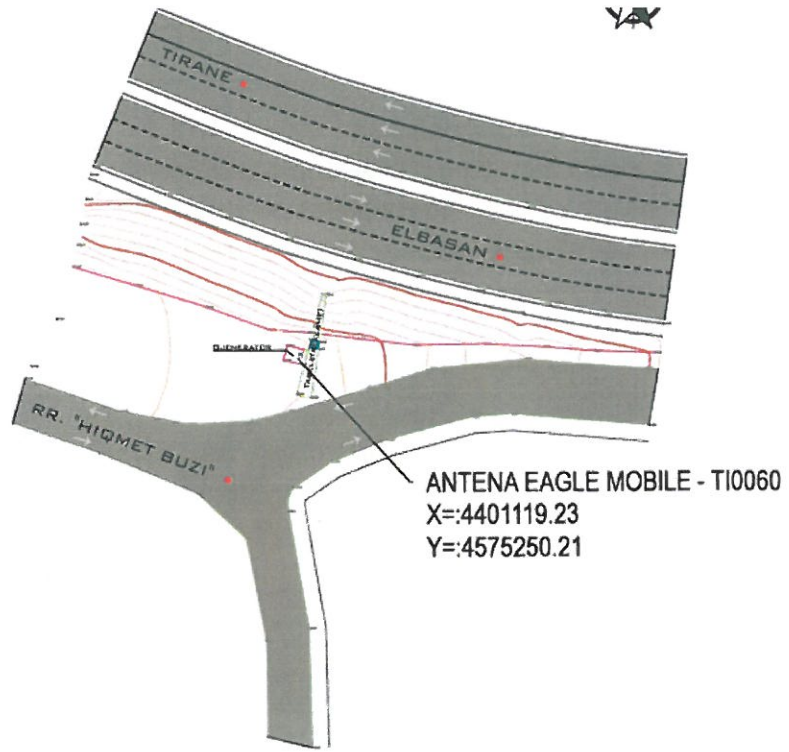 TIRANE
ELBASAN
GJENERATOR
RR. "HIQMET BUZI"
ANTENA EAGLE MOBILE - TI0060
X=:4401119.23
Y=:4575250.21